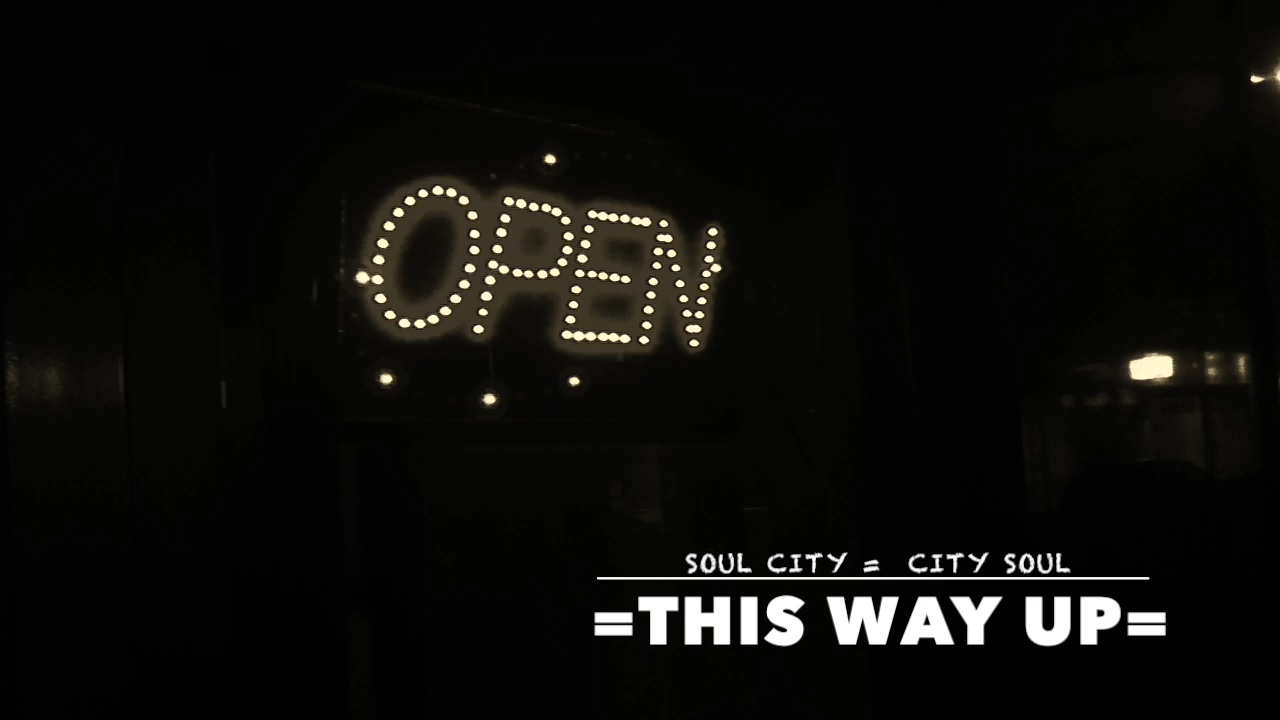 OPEN
SOUL CITY = CITY SOUL
=THIS WAY UP=